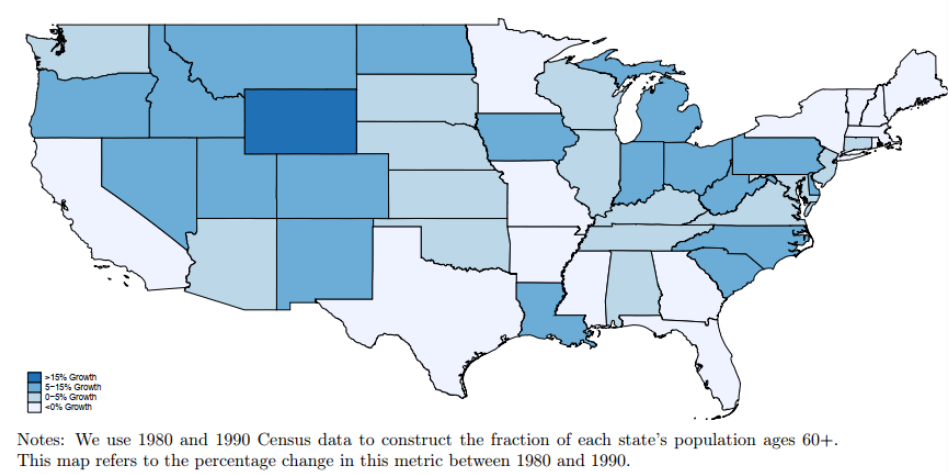 >15% Growth
5−15% Growth
0−5% Growth
<0% Growth
Notes: We use 1980 and 1990 Census data to construct the fraction of each state's population ages 60+.
This map refers to the percentage change in this metric between 1980 and 1990.